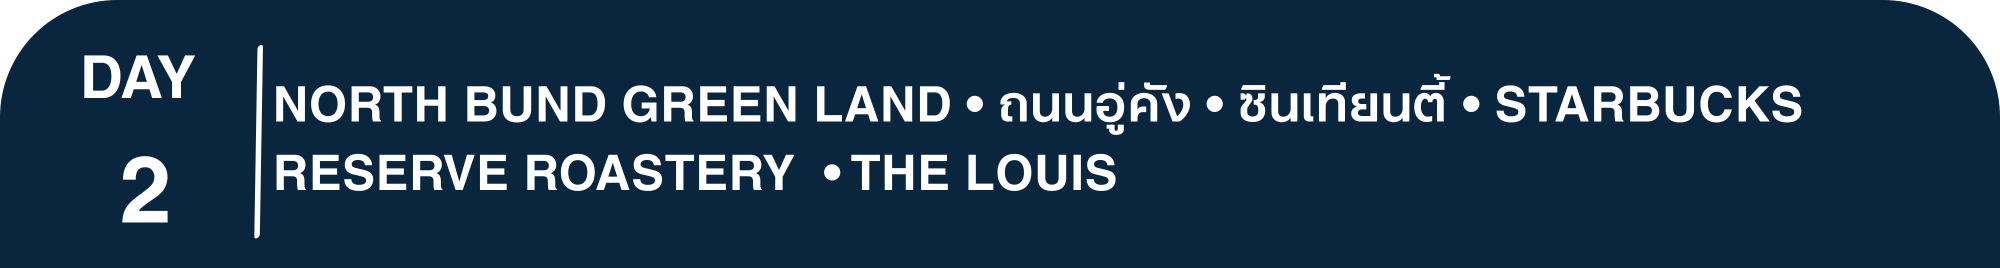 DAY
2
NORTH BUND GREEN LAND • ถนนอู่คัง • ซินเทียนตี้ • STARBUCKS
RESERVE ROASTERY • THE LOUIS